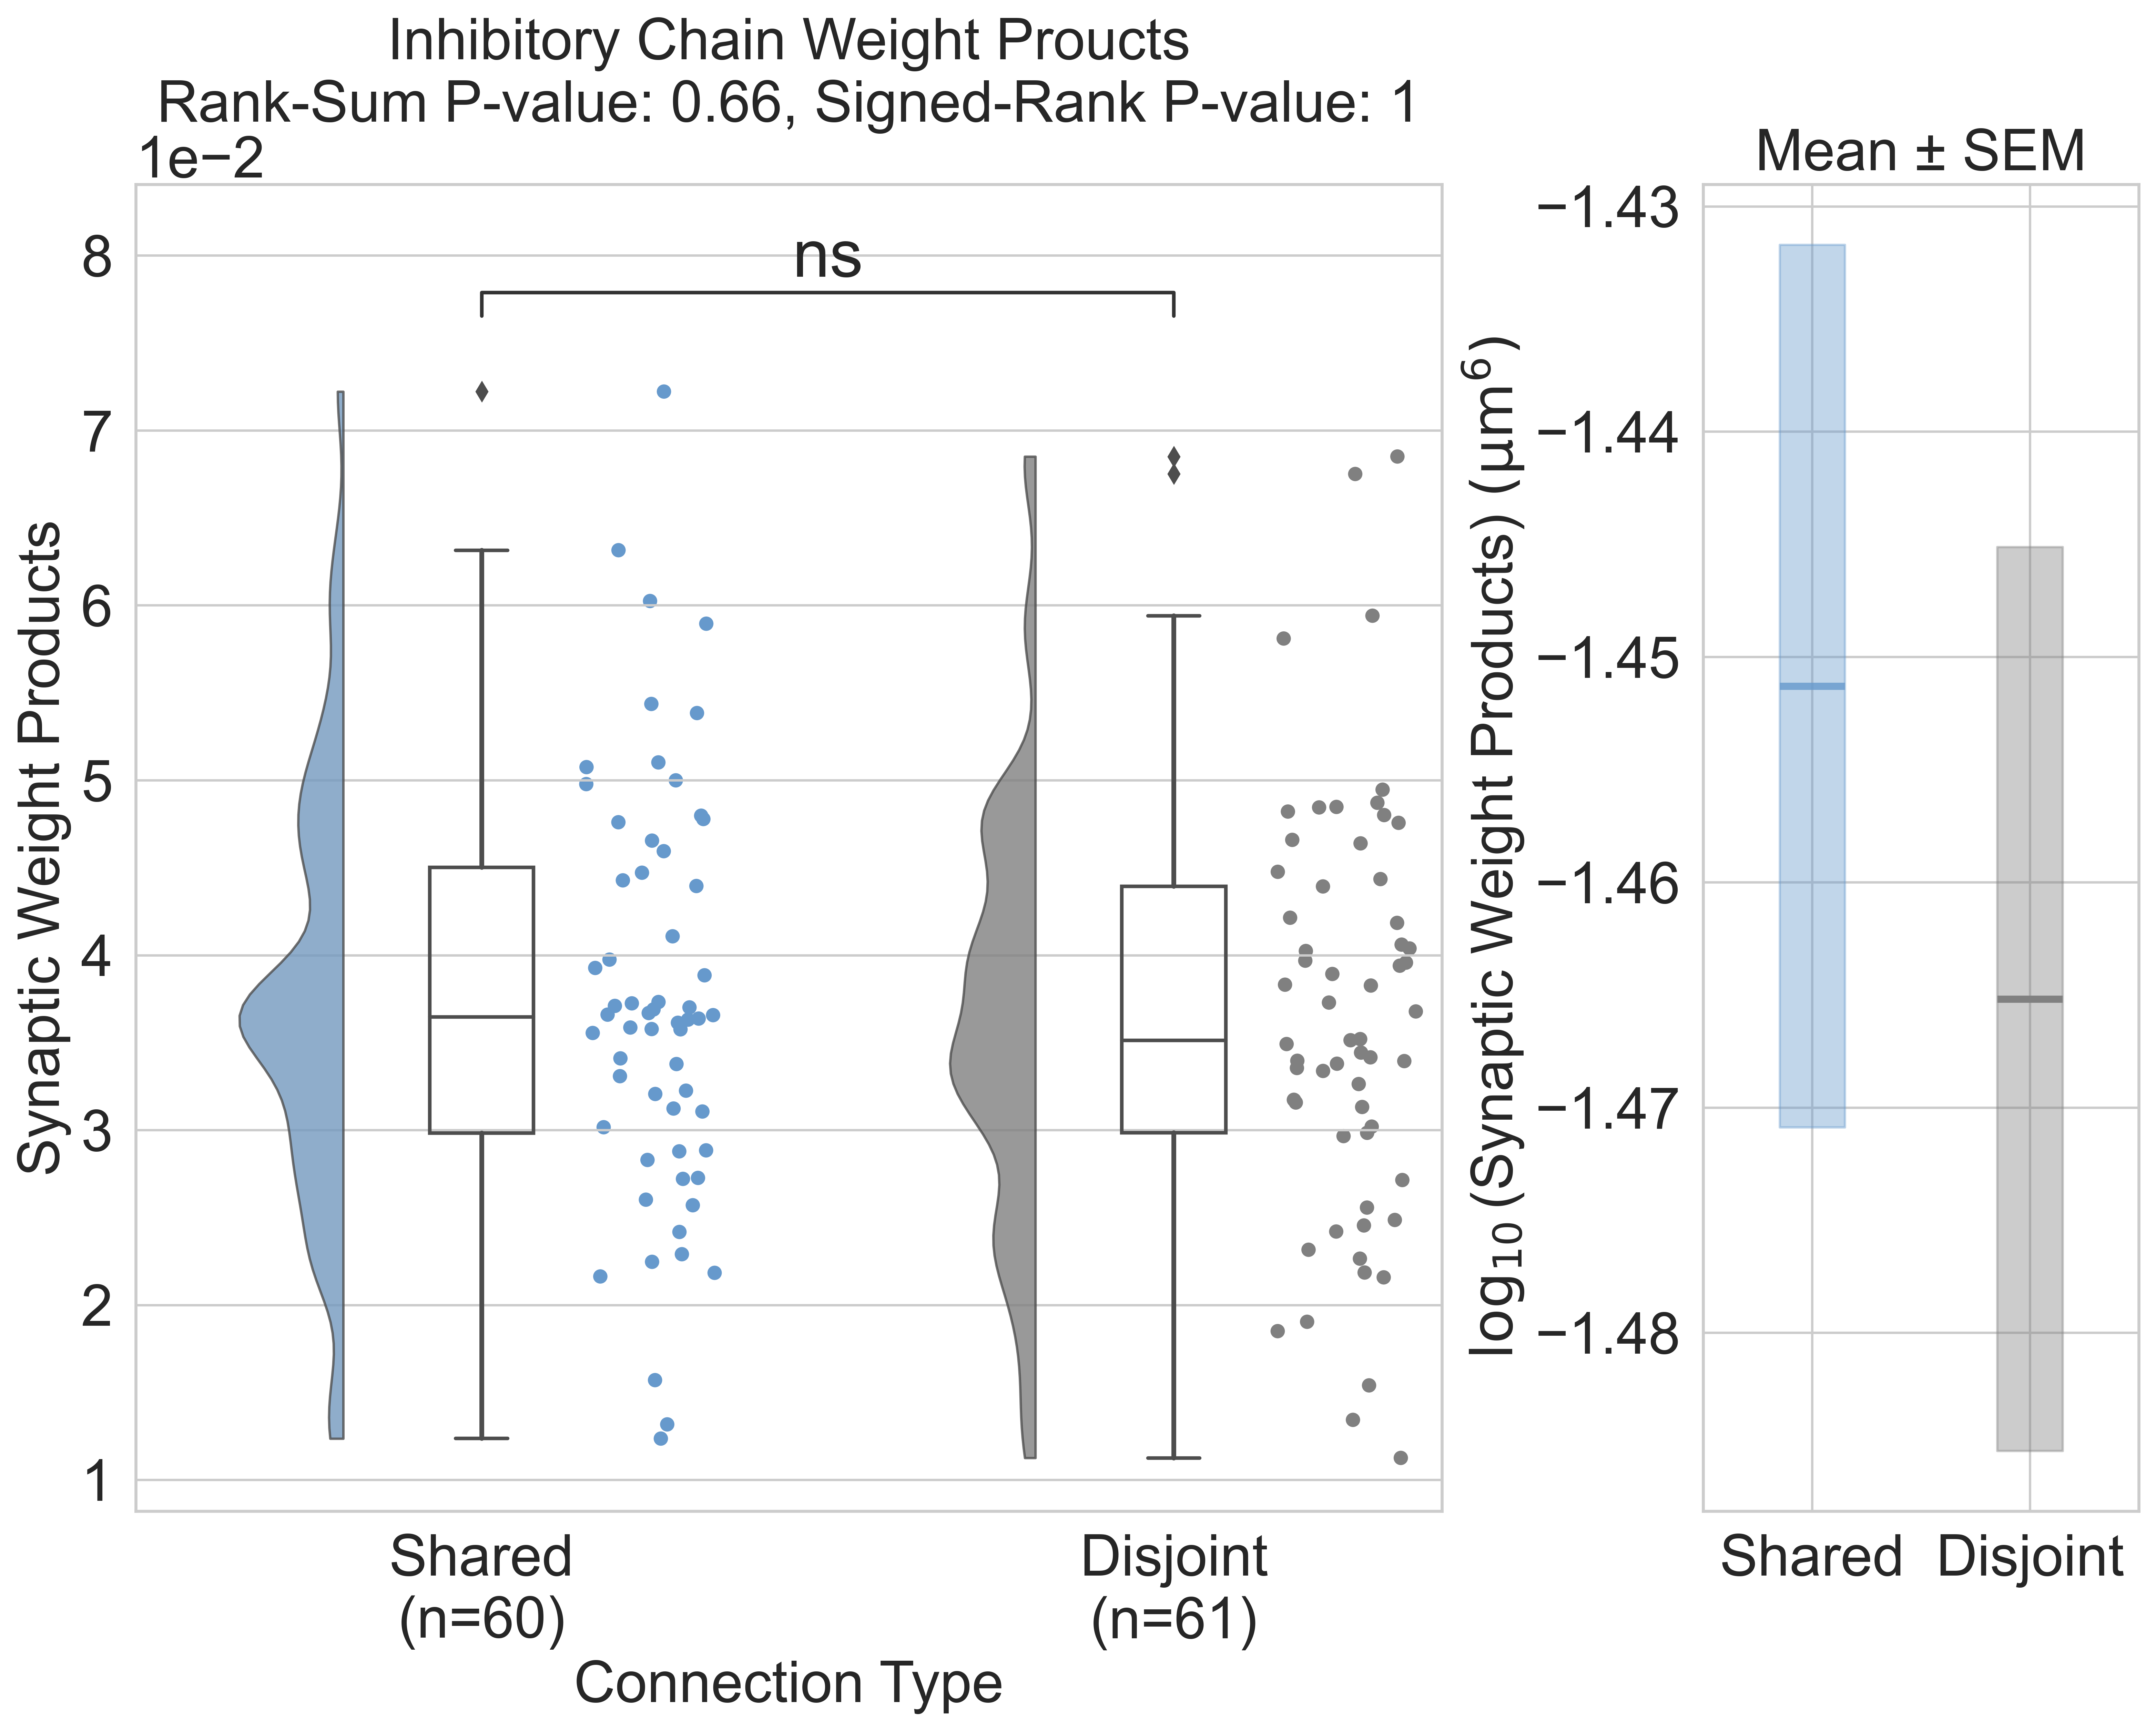 Inhibitory Chain Weight Proucts
Rank-Sum P-value: 0.66, Signed-Rank P-value: 1
1e−2
Mean ± SEM
ns
8
7
6
5
4
3
2
1
Synaptic Weight Products
Shared
(n=60)
Disjoint
(n=61)
Connection Type
log₁₀(Synaptic Weight Products) (μm⁶)
−1.43
−1.44
−1.45
−1.46
−1.47
−1.48
Shared
Disjoint